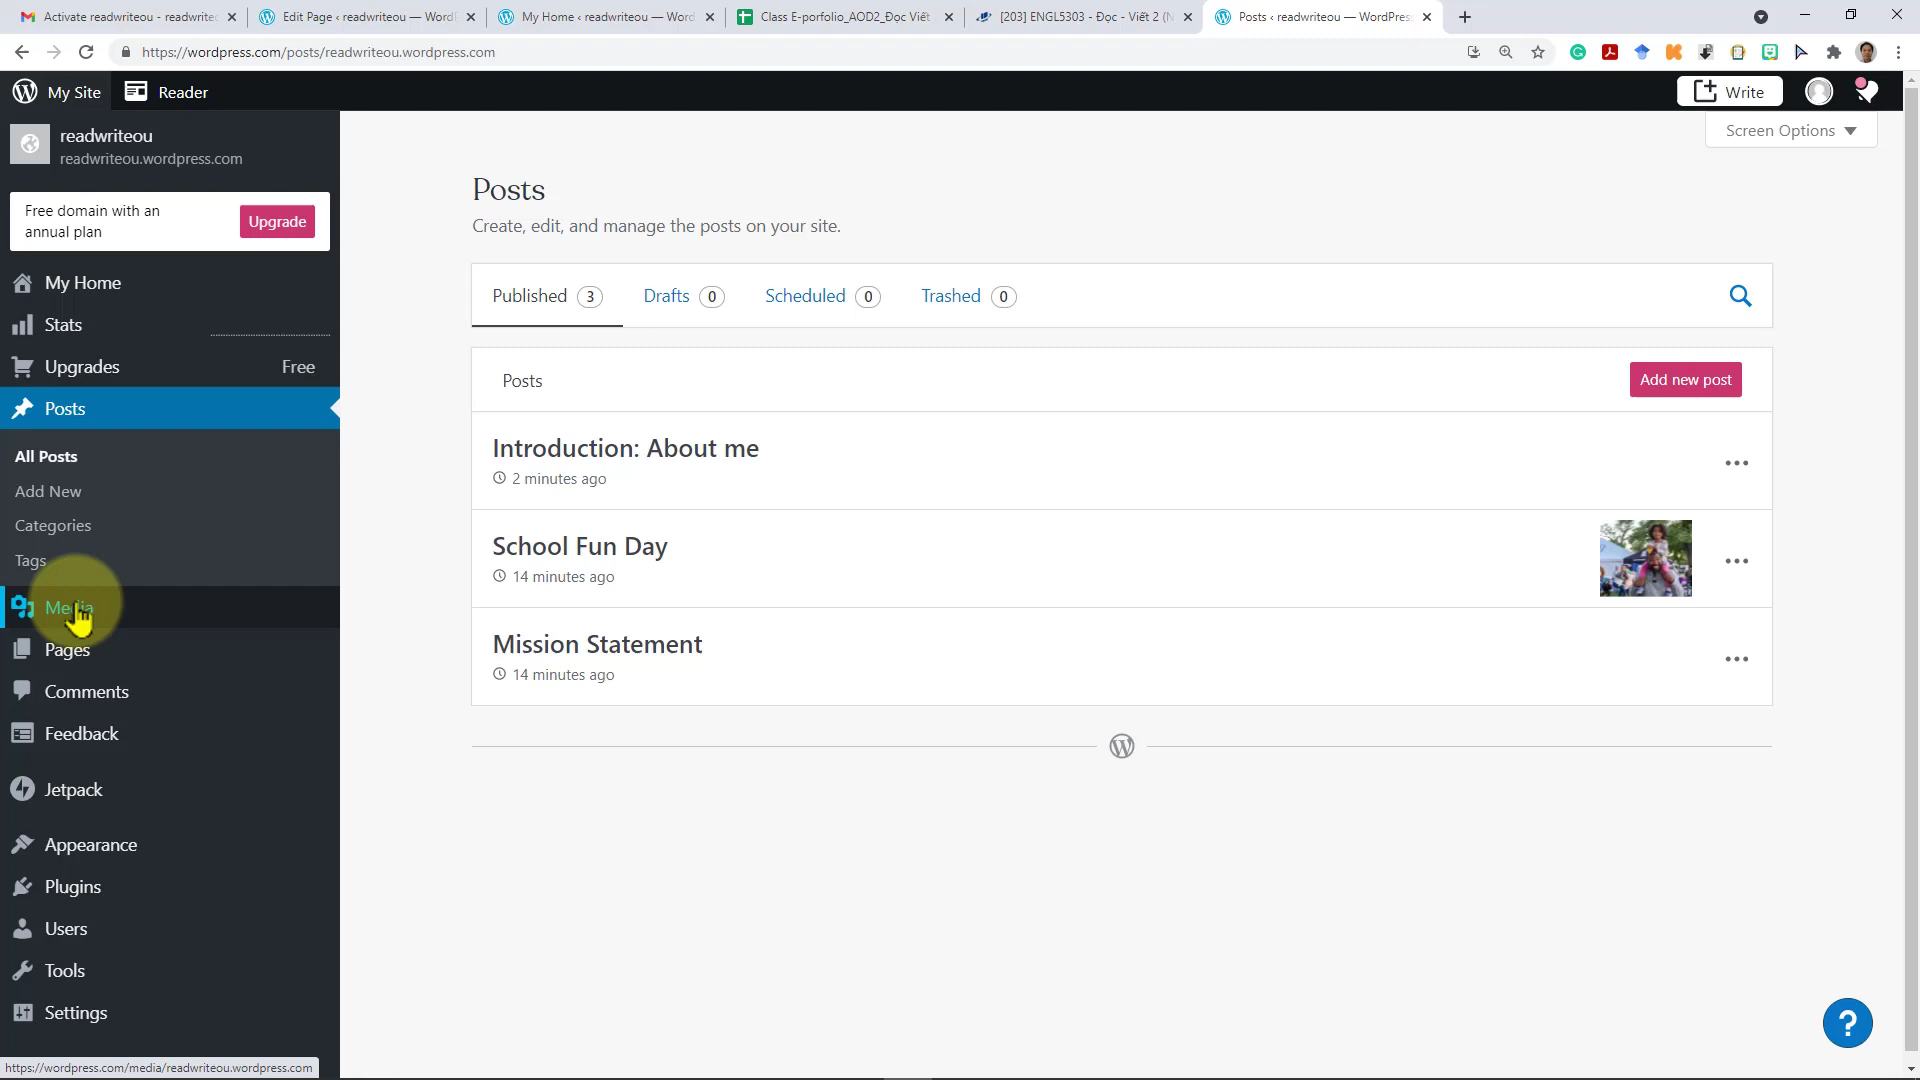 Activate readwriteou - readwrite
Edit Page ‹ readwriteou — WordP
My Home ‹ readwriteou — Word
Class E-porfolio_AOD2_Đọc Viết
[203] ENGL5303 - Đọc - Viết 2 (N
Posts ‹ readwriteou — WordPres
https://wordpress.com/posts/readwriteou.wordpress.com
My Site
Reader
Write
readwriteou
readwriteou.wordpress.com
Screen Options
Free domain with an
annual plan
Upgrade
My Home
Stats
Upgrades
Free
Posts
All Posts
Add New
Categories
Tags
Media
Pages
Comments
Feedback
Jetpack
Appearance
Plugins
Users
Tools
Settings
Posts
Create, edit, and manage the posts on your site.
Published 3
Drafts 0
Scheduled 0
Trashed 0
Posts
Add new post
Introduction: About me
2 minutes ago
School Fun Day
14 minutes ago
Mission Statement
14 minutes ago
?
https://wordpress.com/media/readwriteou.wordpress.com